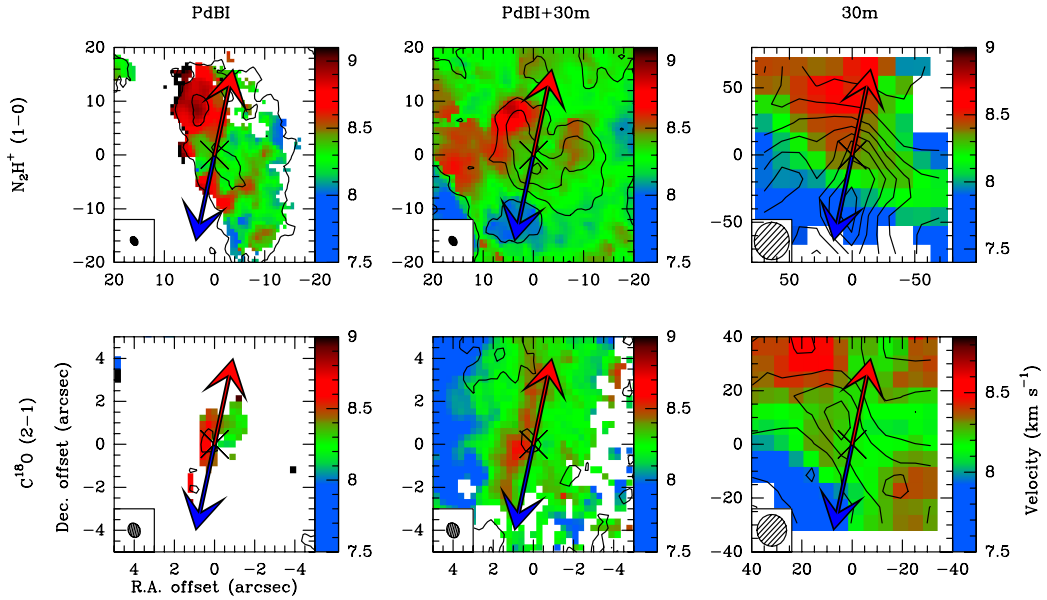 PdBI PdBI+30m 30m
N₂H⁺ (1−0)
20 10 0 −10 −20
20 10 0 −10 −20
9 8.5 8 7.5
20 10 0 −10 −20
20 10 0 −10 −20
9 8.5 8 7.5
50 0 −50
50 0 −50
9 8.5 8 7.5
C¹⁸O (2−1)
Dec. offset (arcsec)
4 2 0 −2 −4
4 2 0 −2 −4
R.A. offset (arcsec)
9 8.5 8 7.5
4 2 0 −2 −4
4 2 0 −2 −4
9 8.5 8 7.5
40 20 0 −20 −40
40 20 0 −20 −40
9 8.5 8 7.5
Velocity (km s⁻¹)